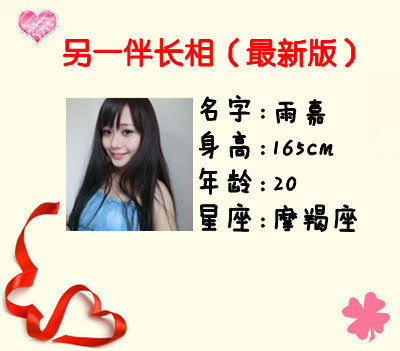 另一伴长相（最新版）
名字:雨嘉
身高:165cm
年龄:20
星座:摩羯座